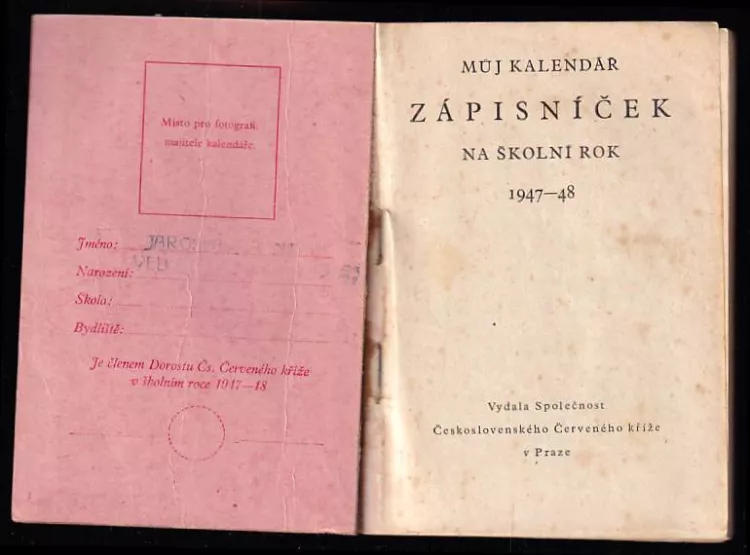 Místo pro fotografii
majitele kalendáře.
Jméno:
Narození:
Škola:
Bydliště:
Je členem Dorostu Čs. Červeného kříže
v školním roce 1947—48
MŮJ KALENDÁŘ
ZÁPISNÍČEK
NA ŠKOLNÍ ROK
1947—48
Vydala Společnost
Československého Červeného kříže
v Praze